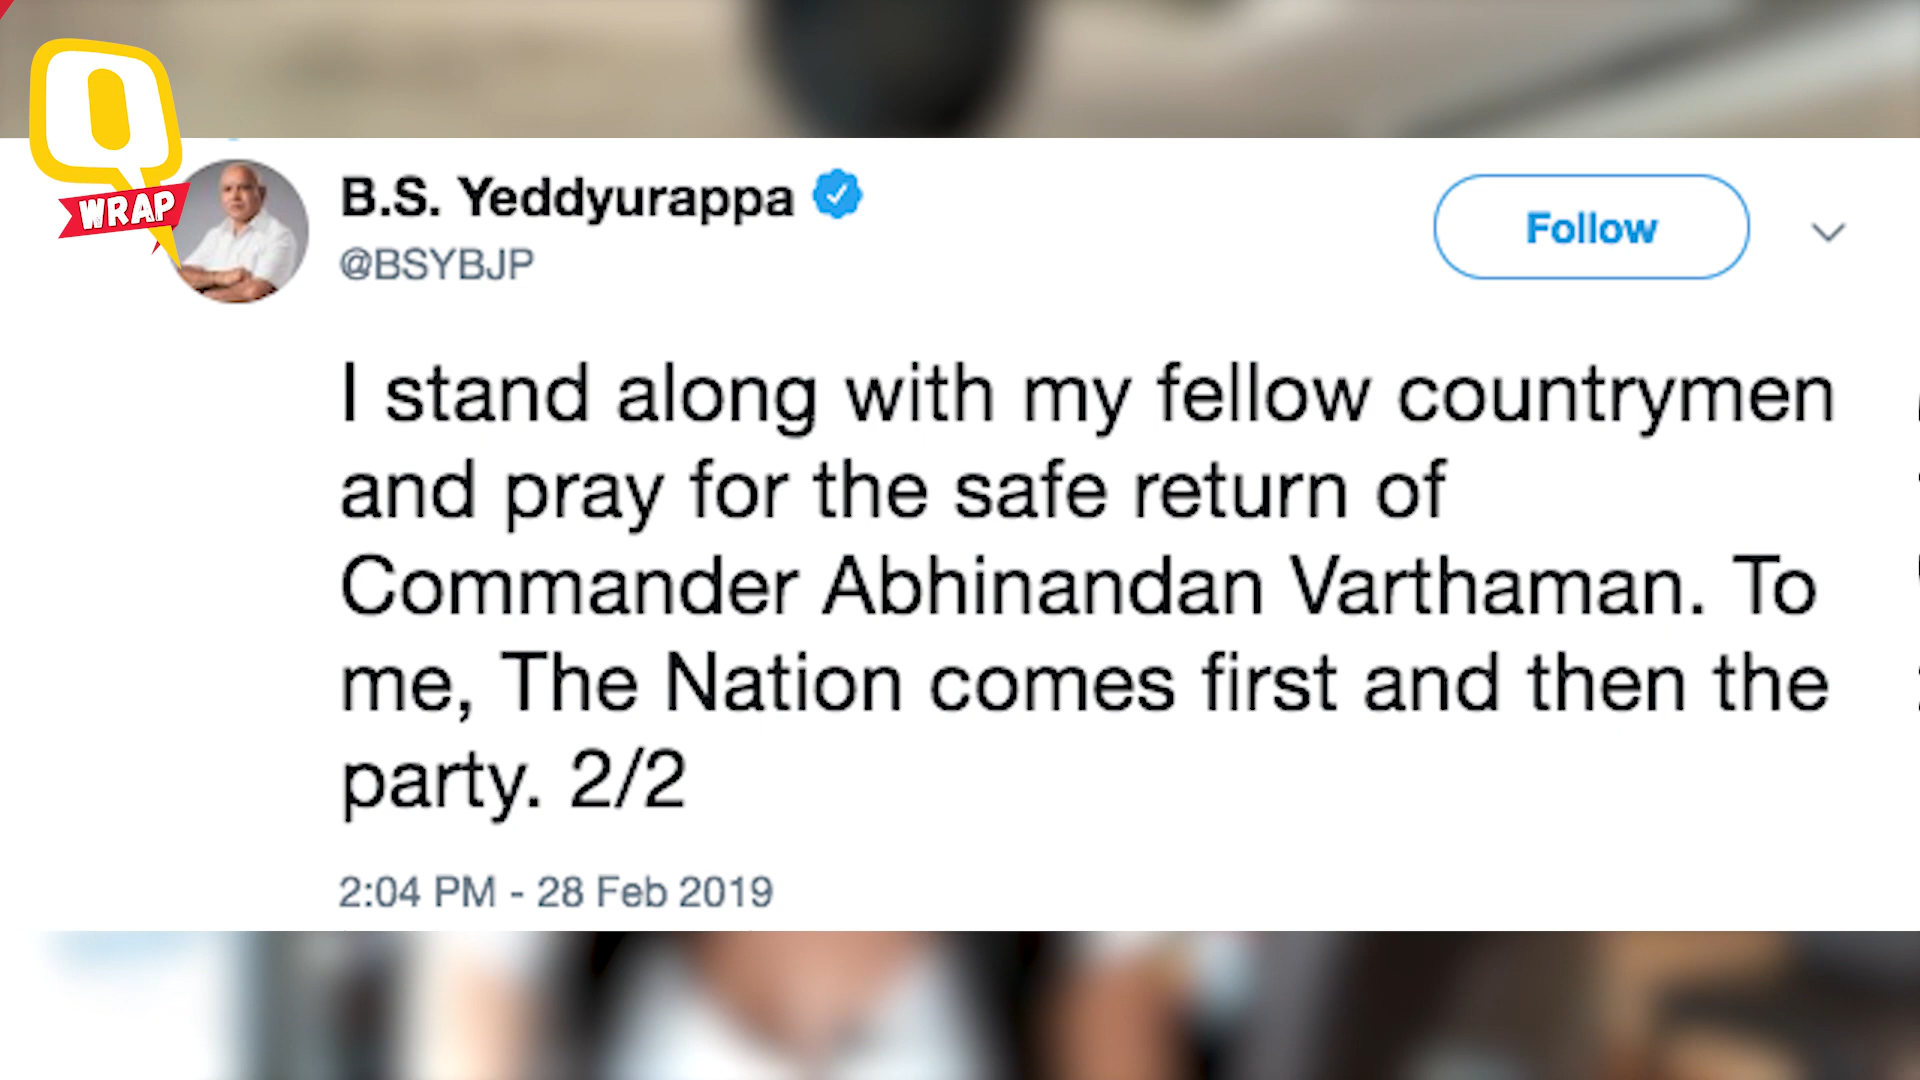 Q
WRAP
B.S. Yeddyurappa
@BSYBJP
Follow
I stand along with my fellow countrymen
and pray for the safe return of
Commander Abhinandan Varthaman. To
me, The Nation comes first and then the
party. 2/2
2:04 PM - 28 Feb 2019